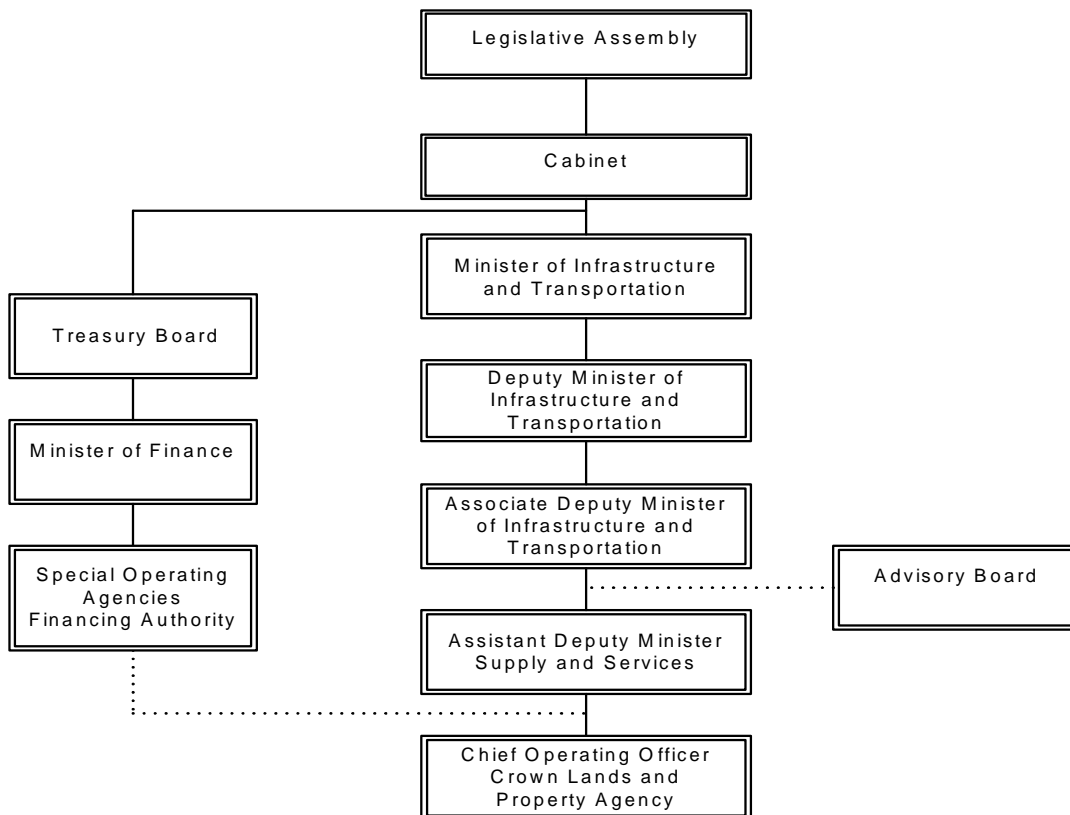 Legislative Assembly
Cabinet
Minister of Infrastructure
and Transportation
Treasury Board
Deputy Minister of
Infrastructure and
Transportation
Minister of Finance
Associate Deputy Minister
of Infrastructure and
Transportation
Special Operating
Agencies
Financing Authority
Advisory Board
Assistant Deputy Minister
Supply and Services
Chief Operating Officer
Crown Lands and
Property Agency